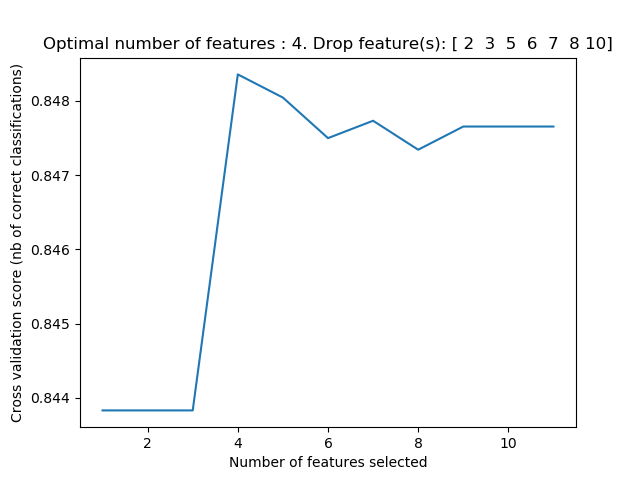 Optimal number of features : 4. Drop feature(s): [ 2  3  5  6  7  8 10]
Cross validation score (nb of correct classifications)
0.848
0.847
0.846
0.845
0.844
2 4 6 8 10
Number of features selected